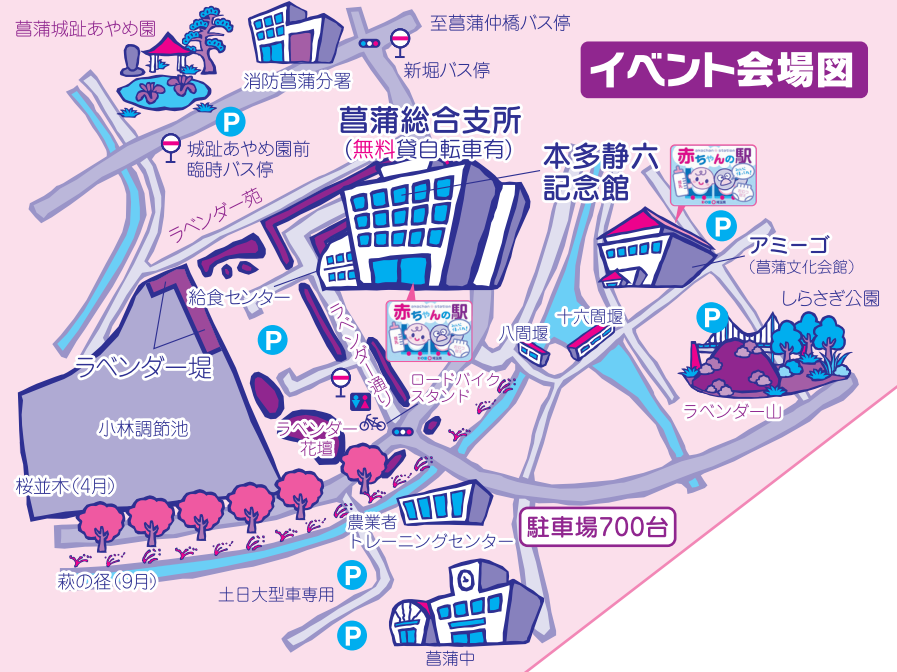 菖蒲城趾あやめ園
至菖蒲仲橋バス停
新堀バス停
消防菖蒲分署
イベント会場図
P
城趾あやめ園前
臨時バス停
菖蒲総合支所
(無料貸自転車有)
本多静六
記念館
赤ちゃんの駅
P
アミーゴ
(菖蒲文化会館)
ラベンダー苑
給食センター
赤ちゃんの駅
しらさぎ公園
P
八間堰
十六間堰
P
ラベンダー堤
ラベンダー通り
ロードバイク
スタンド
ラベンダー山
小林調節池
ラベンダー
花壇
桜並木(4月)
農業者
トレーニングセンター
駐車場700台
萩の径(9月)
土日大型車専用
P
P
菖蒲中